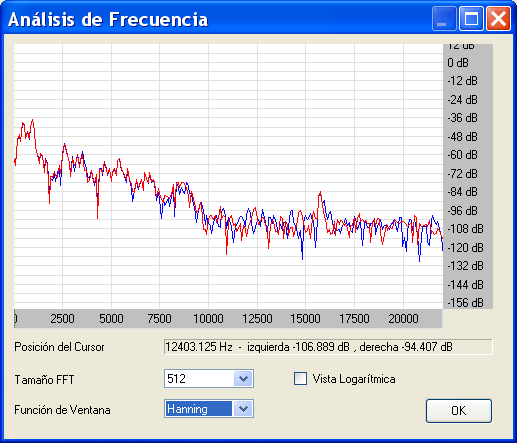 Análisis de Frecuencia
12 dB
0 dB
-12 dB
-24 dB
-36 dB
-48 dB
-60 dB
-72 dB
-84 dB
-96 dB
-108 dB
-120 dB
-132 dB
-144 dB
-156 dB
0 2500 5000 7500 10000 12500 15000 17500 20000
Posición del Cursor 12403.125 Hz - izquierda -106.889 dB , derecha -94.407 dB
Tamaño FFT 512 Vista Logarítmica
Función de Ventana Hanning OK